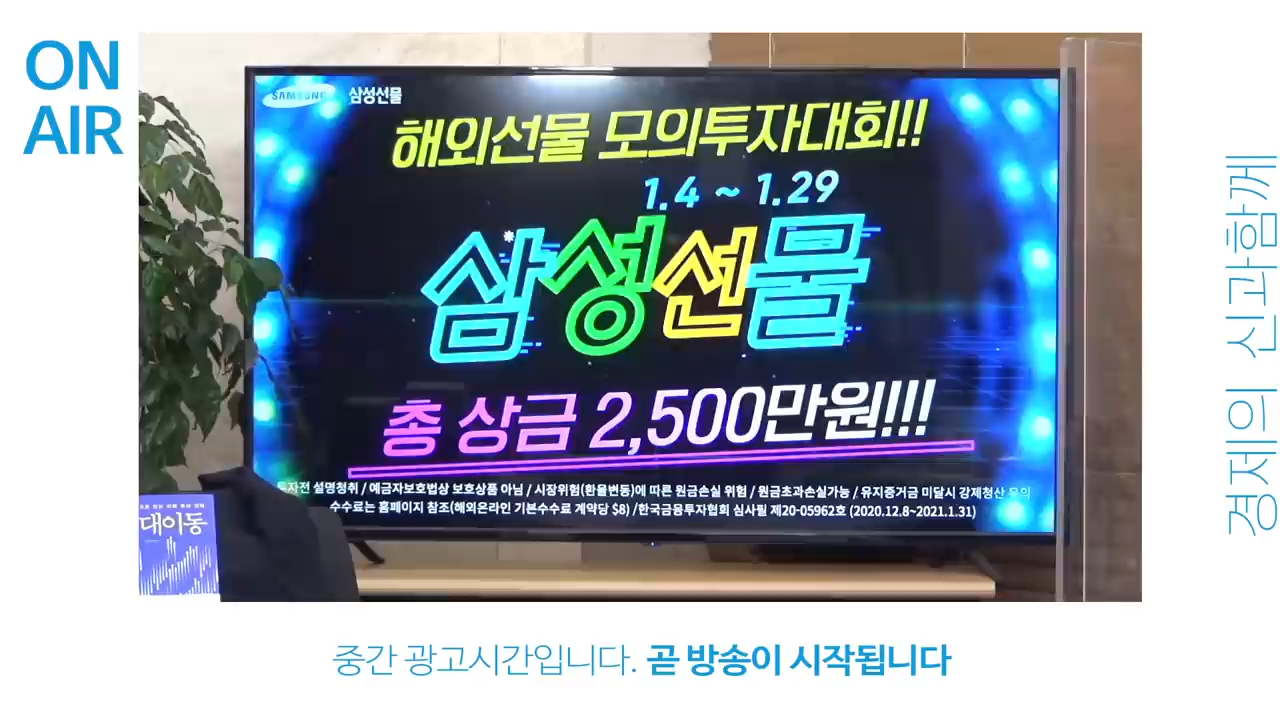 ON
AIR
SAMSUNG 삼성선물
해외선물 모의투자대회!!
1.4 ~ 1.29
삼성선물
총 상금 2,500만원!!!
투자전 설명청취 / 예금자보호법상 보호상품 아님 / 시장위험(환율변동)에 따른 원금손실 위험 / 원금초과손실가능 / 유지증거금 미달시 강제청산 유의
수수료는 홈페이지 참조(해외온라인 기본수수료 계약당 $8) /한국금융투자협회 심사필 제20-05962호 (2020.12.8~2021.1.31)
대이동
경제의 신과함께
중간 광고시간입니다. 곧 방송이 시작됩니다